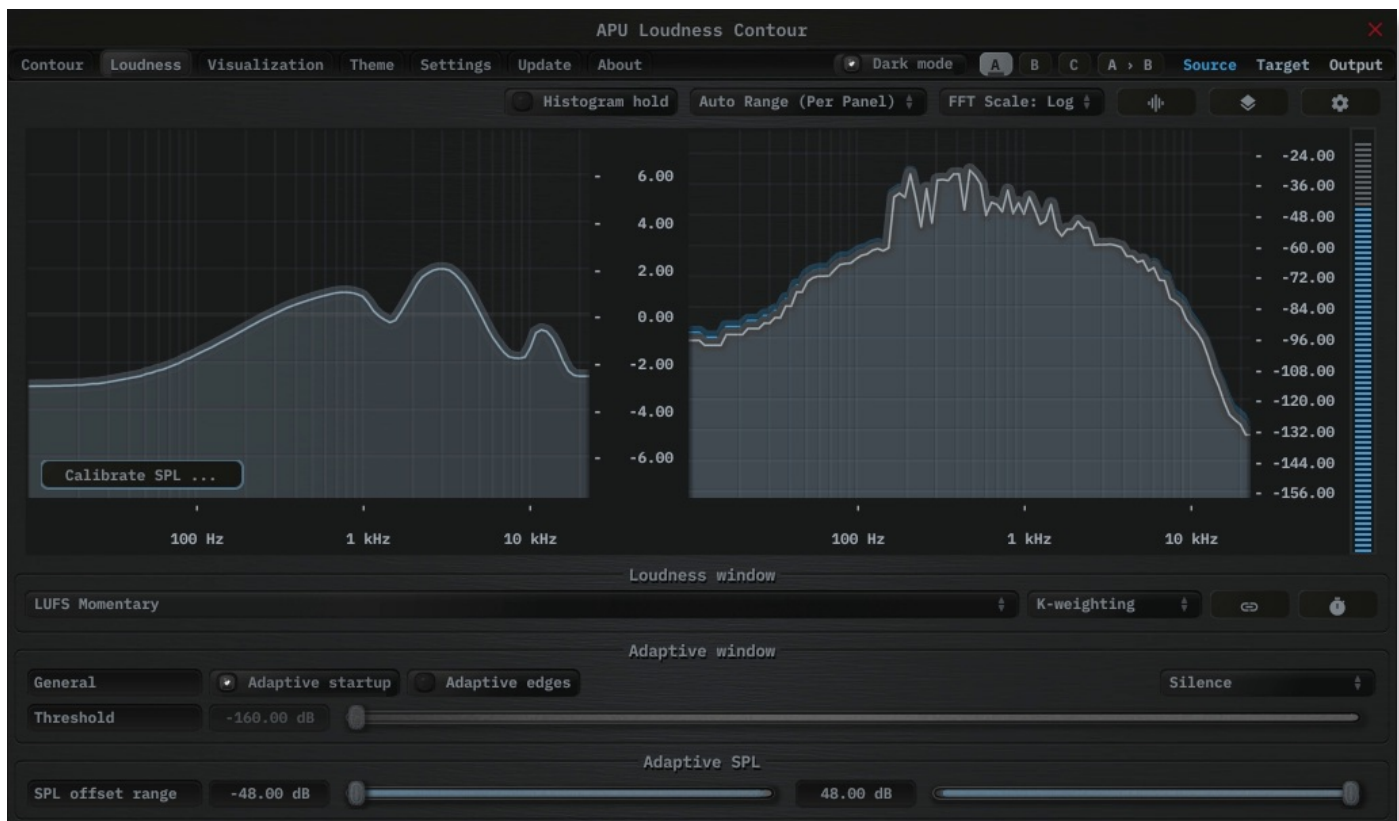 APU Loudness Contour
Contour Loudness Visualization Theme Settings Update About Dark mode A B C A › B Source Target Output
Histogram hold Auto Range (Per Panel) FFT Scale: Log
6.00
4.00
2.00
0.00
-2.00
-4.00
-6.00
Calibrate SPL ...
100 Hz 1 kHz 10 kHz
-24.00
-36.00
-48.00
-60.00
-72.00
-84.00
-96.00
-108.00
-120.00
-132.00
-144.00
-156.00
100 Hz 1 kHz 10 kHz
Loudness window
LUFS Momentary K-weighting
Adaptive window
General Adaptive startup Adaptive edges Silence
Threshold -160.00 dB
Adaptive SPL
SPL offset range -48.00 dB 48.00 dB